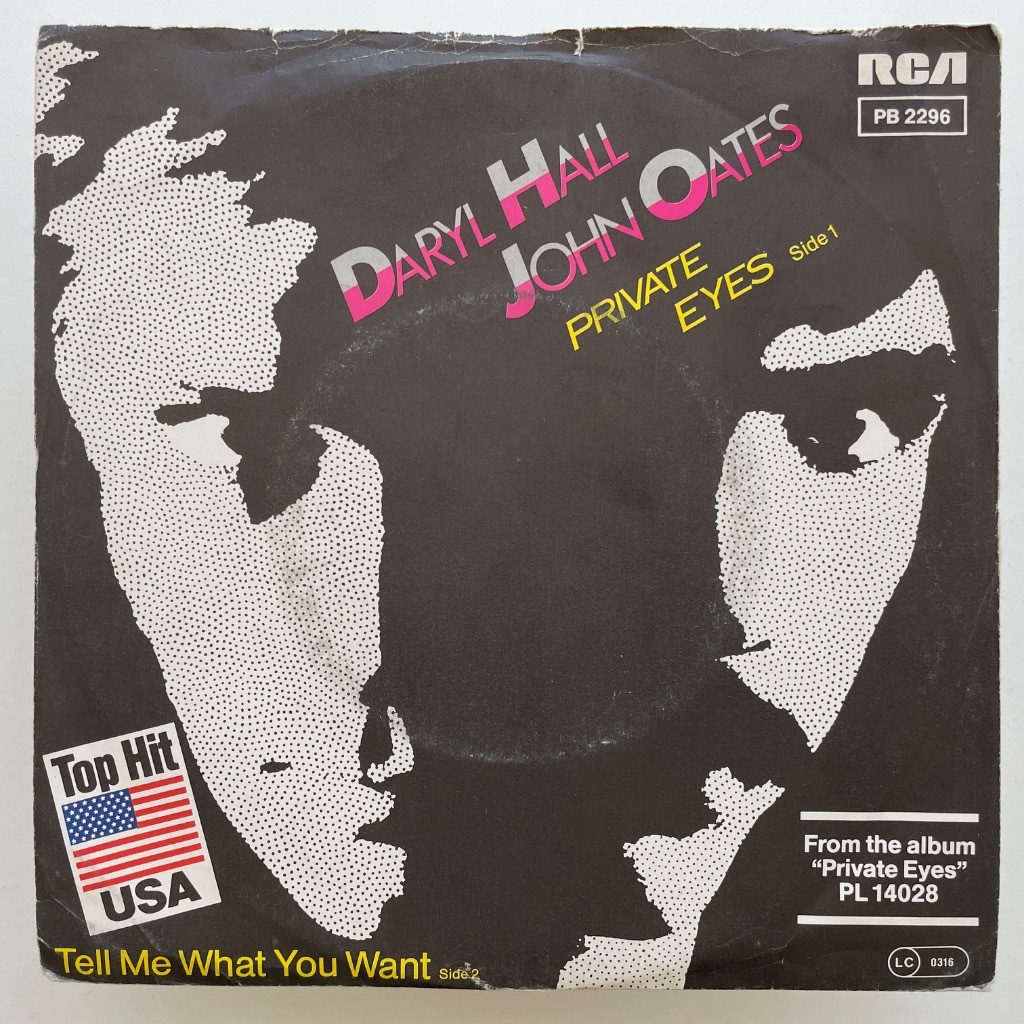 RCA
PB 2296
DARYL HALL
JOHN OATES
PRIVATE
EYES Side 1
Top Hit
USA
From the album
“Private Eyes”
PL 14028
Tell Me What You Want Side 2
LC 0316